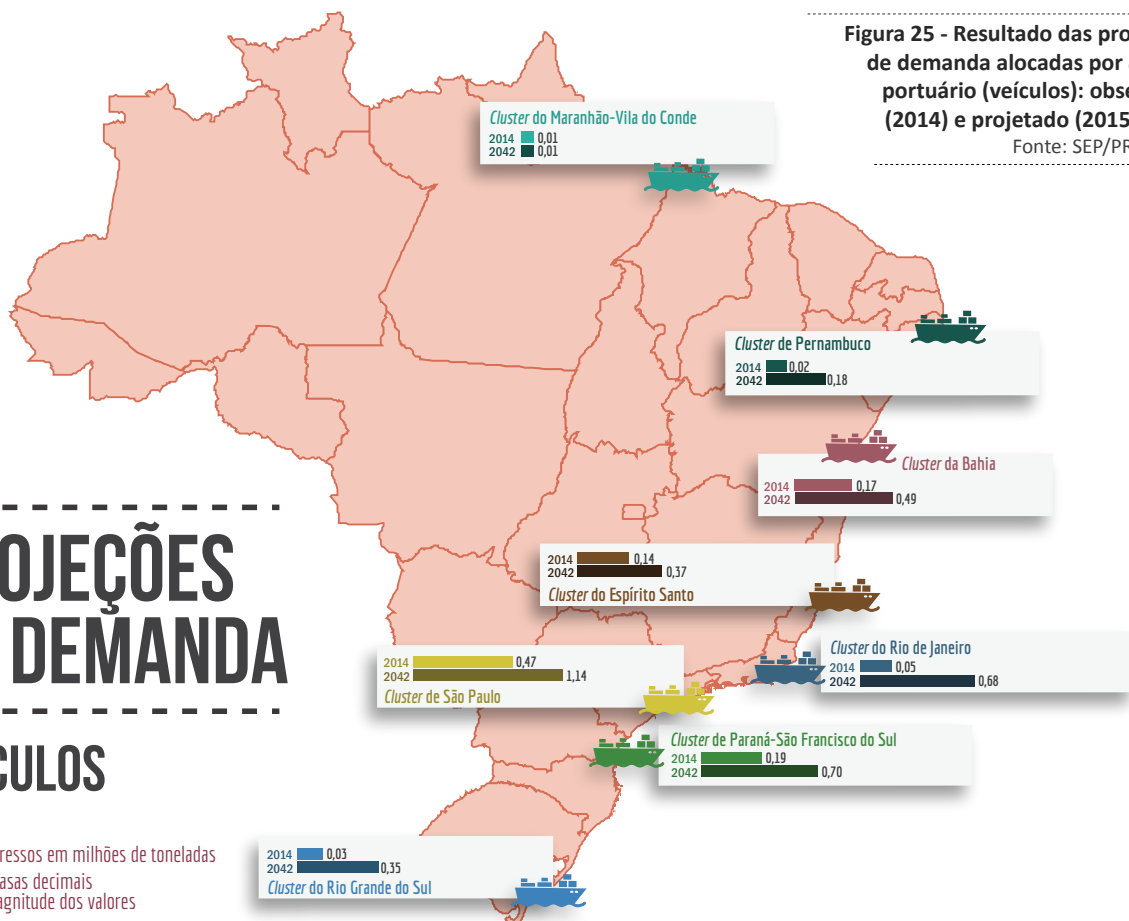 Figura 25 - Resultado das pro
de demanda alocadas por
portuário (veículos): obse
(2014) e projetado (2015
Fonte: SEP/PR
Cluster do Maranhão-Vila do Conde
2014 0,01
2042 0,01
Cluster de Pernambuco
2014 0,02
2042 0,18
Cluster da Bahia
2014 0,17
2042 0,49
2014 0,14
2042 0,37
Cluster do Espírito Santo
OJEÇÕES
DEMANDA
CULOS
Cluster do Rio de Janeiro
2014 0,05
2042 0,68
2014 0,47
2042 1,14
Cluster de São Paulo
Cluster de Paraná-São Francisco do Sul
2014 0,19
2042 0,70
2014 0,03
2042 0,35
Cluster do Rio Grande do Sul
ressos em milhões de toneladas
asas decimais
agnitude dos valores